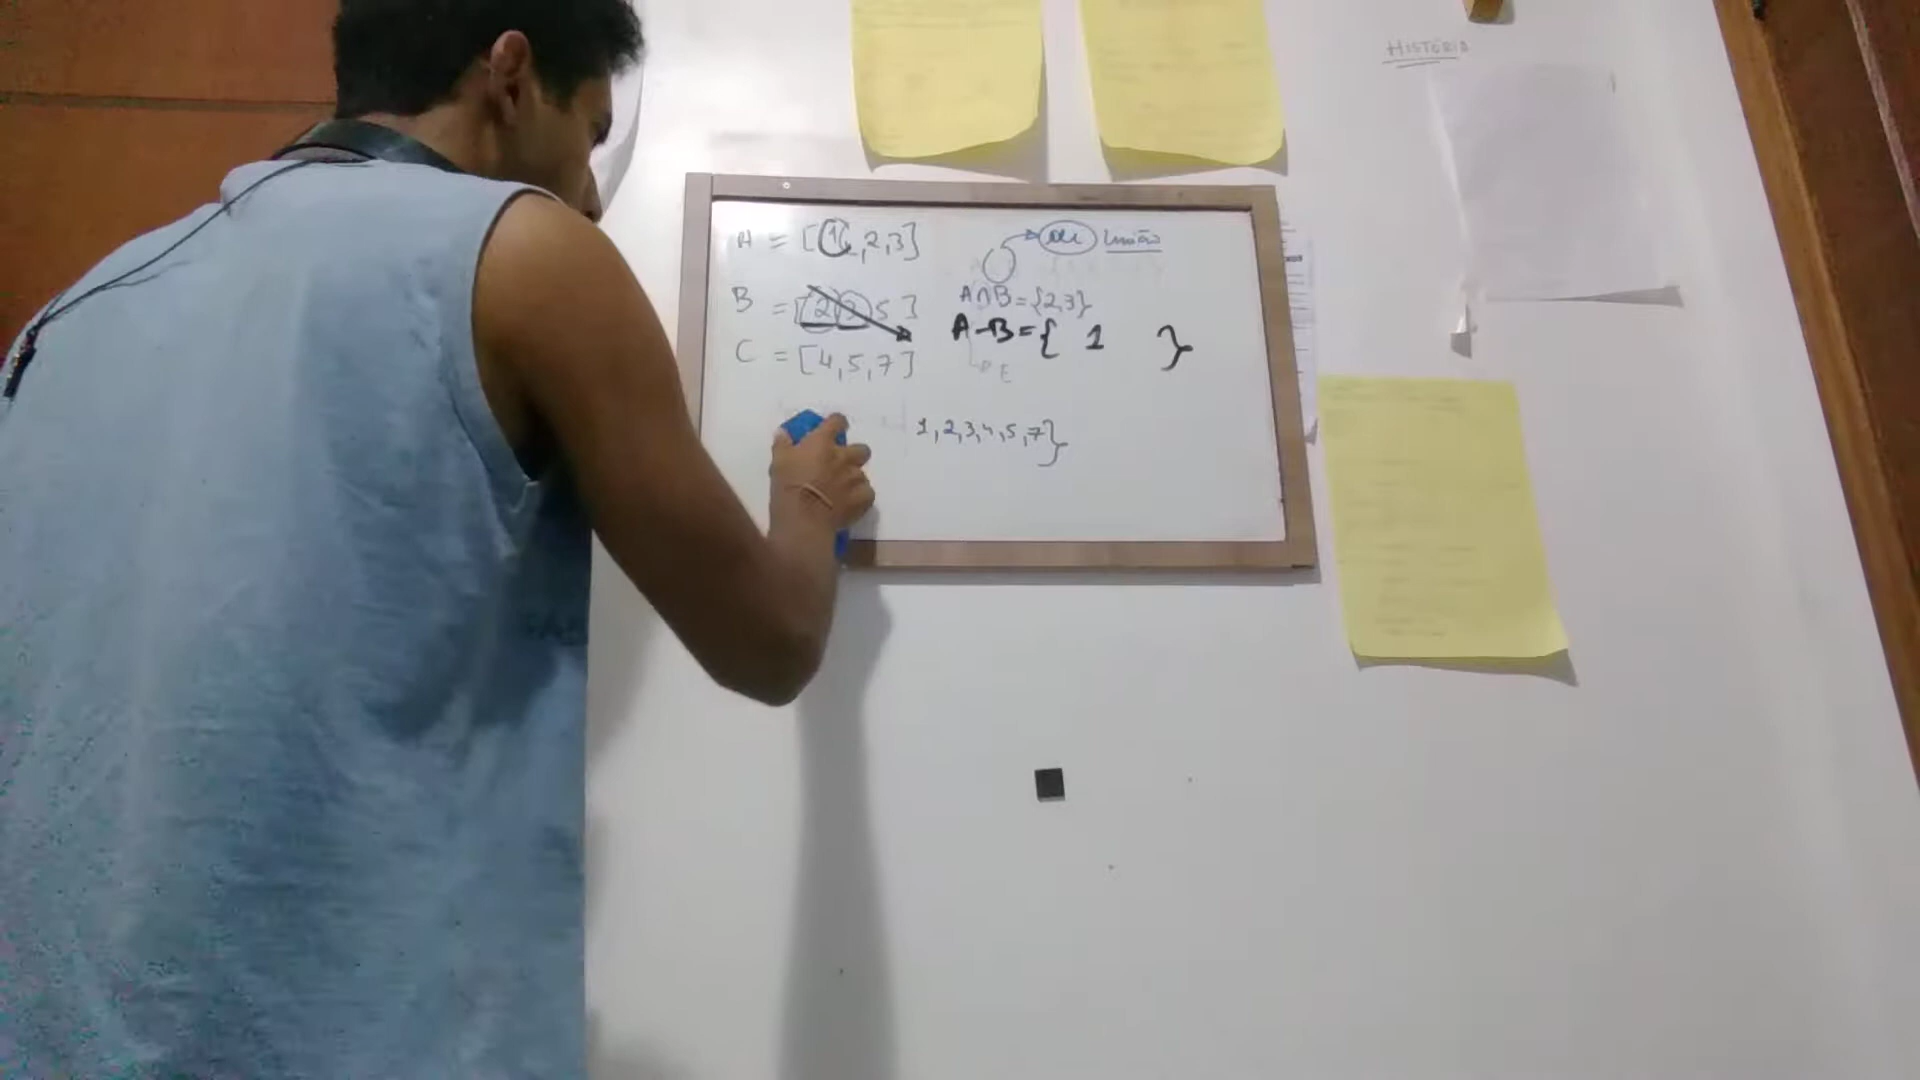 HISTÓRIA
A = [1, 2, 3]
ou União
B = [2, 3, 5]
A∩B = {2,3}
A-B = { 1 }
C = [4, 5, 7]
E
1, 2, 3, 4, 5, 7}